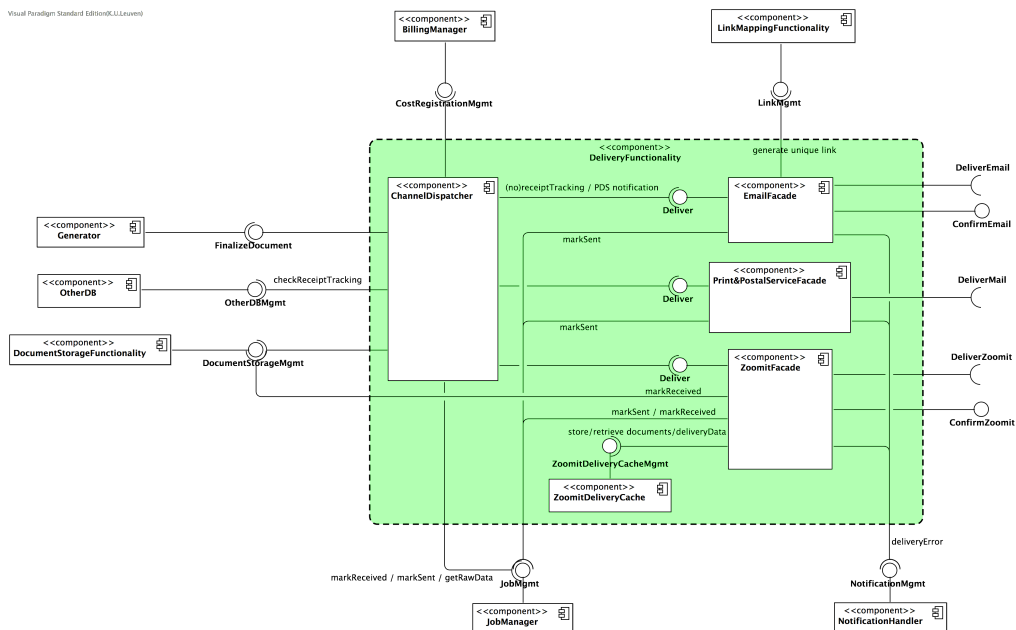 Visual Paradigm Standard Edition(K.U.Leuven)
<<component>>
BillingManager
<<component>>
LinkMappingFunctionality
CostRegistrationMgmt
LinkMgmt
<<component>>
DeliveryFunctionality
generate unique link
<<component>>
ChannelDispatcher
(no)receiptTracking / PDS notification
Deliver
<<component>>
EmailFacade
DeliverEmail
ConfirmEmail
<<component>>
Generator
FinalizeDocument
markSent
<<component>>
OtherDB
OtherDBMgmt
checkReceiptTracking
Deliver
<<component>>
Print&PostalServiceFacade
DeliverMail
markSent
<<component>>
DocumentStorageFunctionality
DocumentStorageMgmt
Deliver
<<component>>
ZoomitFacade
DeliverZoomit
markReceived
markSent / markReceived
ConfirmZoomit
store/retrieve documents/deliveryData
ZoomitDeliveryCacheMgmt
<<component>>
ZoomitDeliveryCache
deliveryError
markReceived / markSent / getRawData
JobMgmt
NotificationMgmt
<<component>>
JobManager
<<component>>
NotificationHandler